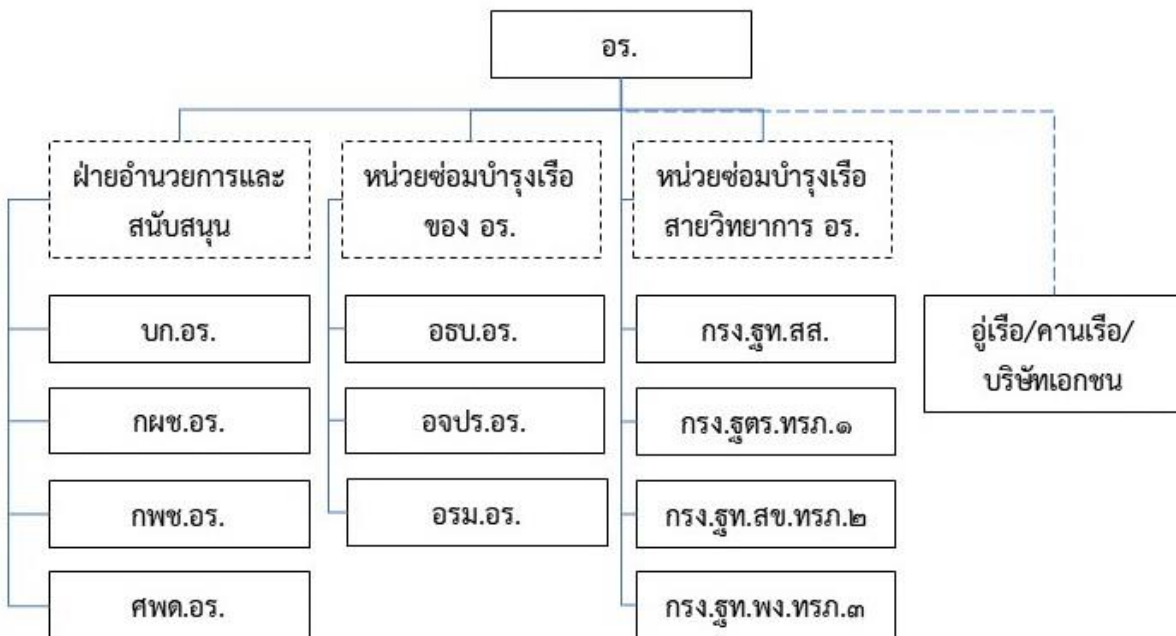 อร.
ฝ่ายอำนวยการและ
สนับสนุน
บก.อร.
กผช.อร.
กพช.อร.
ศพด.อร.
หน่วยซ่อมบำรุงเรือ
ของ อร.
อธบ.อร.
อจปร.อร.
อรม.อร.
หน่วยซ่อมบำรุงเรือ
สายวิทยาการ อร.
กรง.ฐท.สส.
กรง.ฐตร.ทรภ.๑
กรง.ฐท.สข.ทรภ.๒
กรง.ฐท.พง.ทรภ.๓
อู่เรือ/คานเรือ/
บริษัทเอกชน